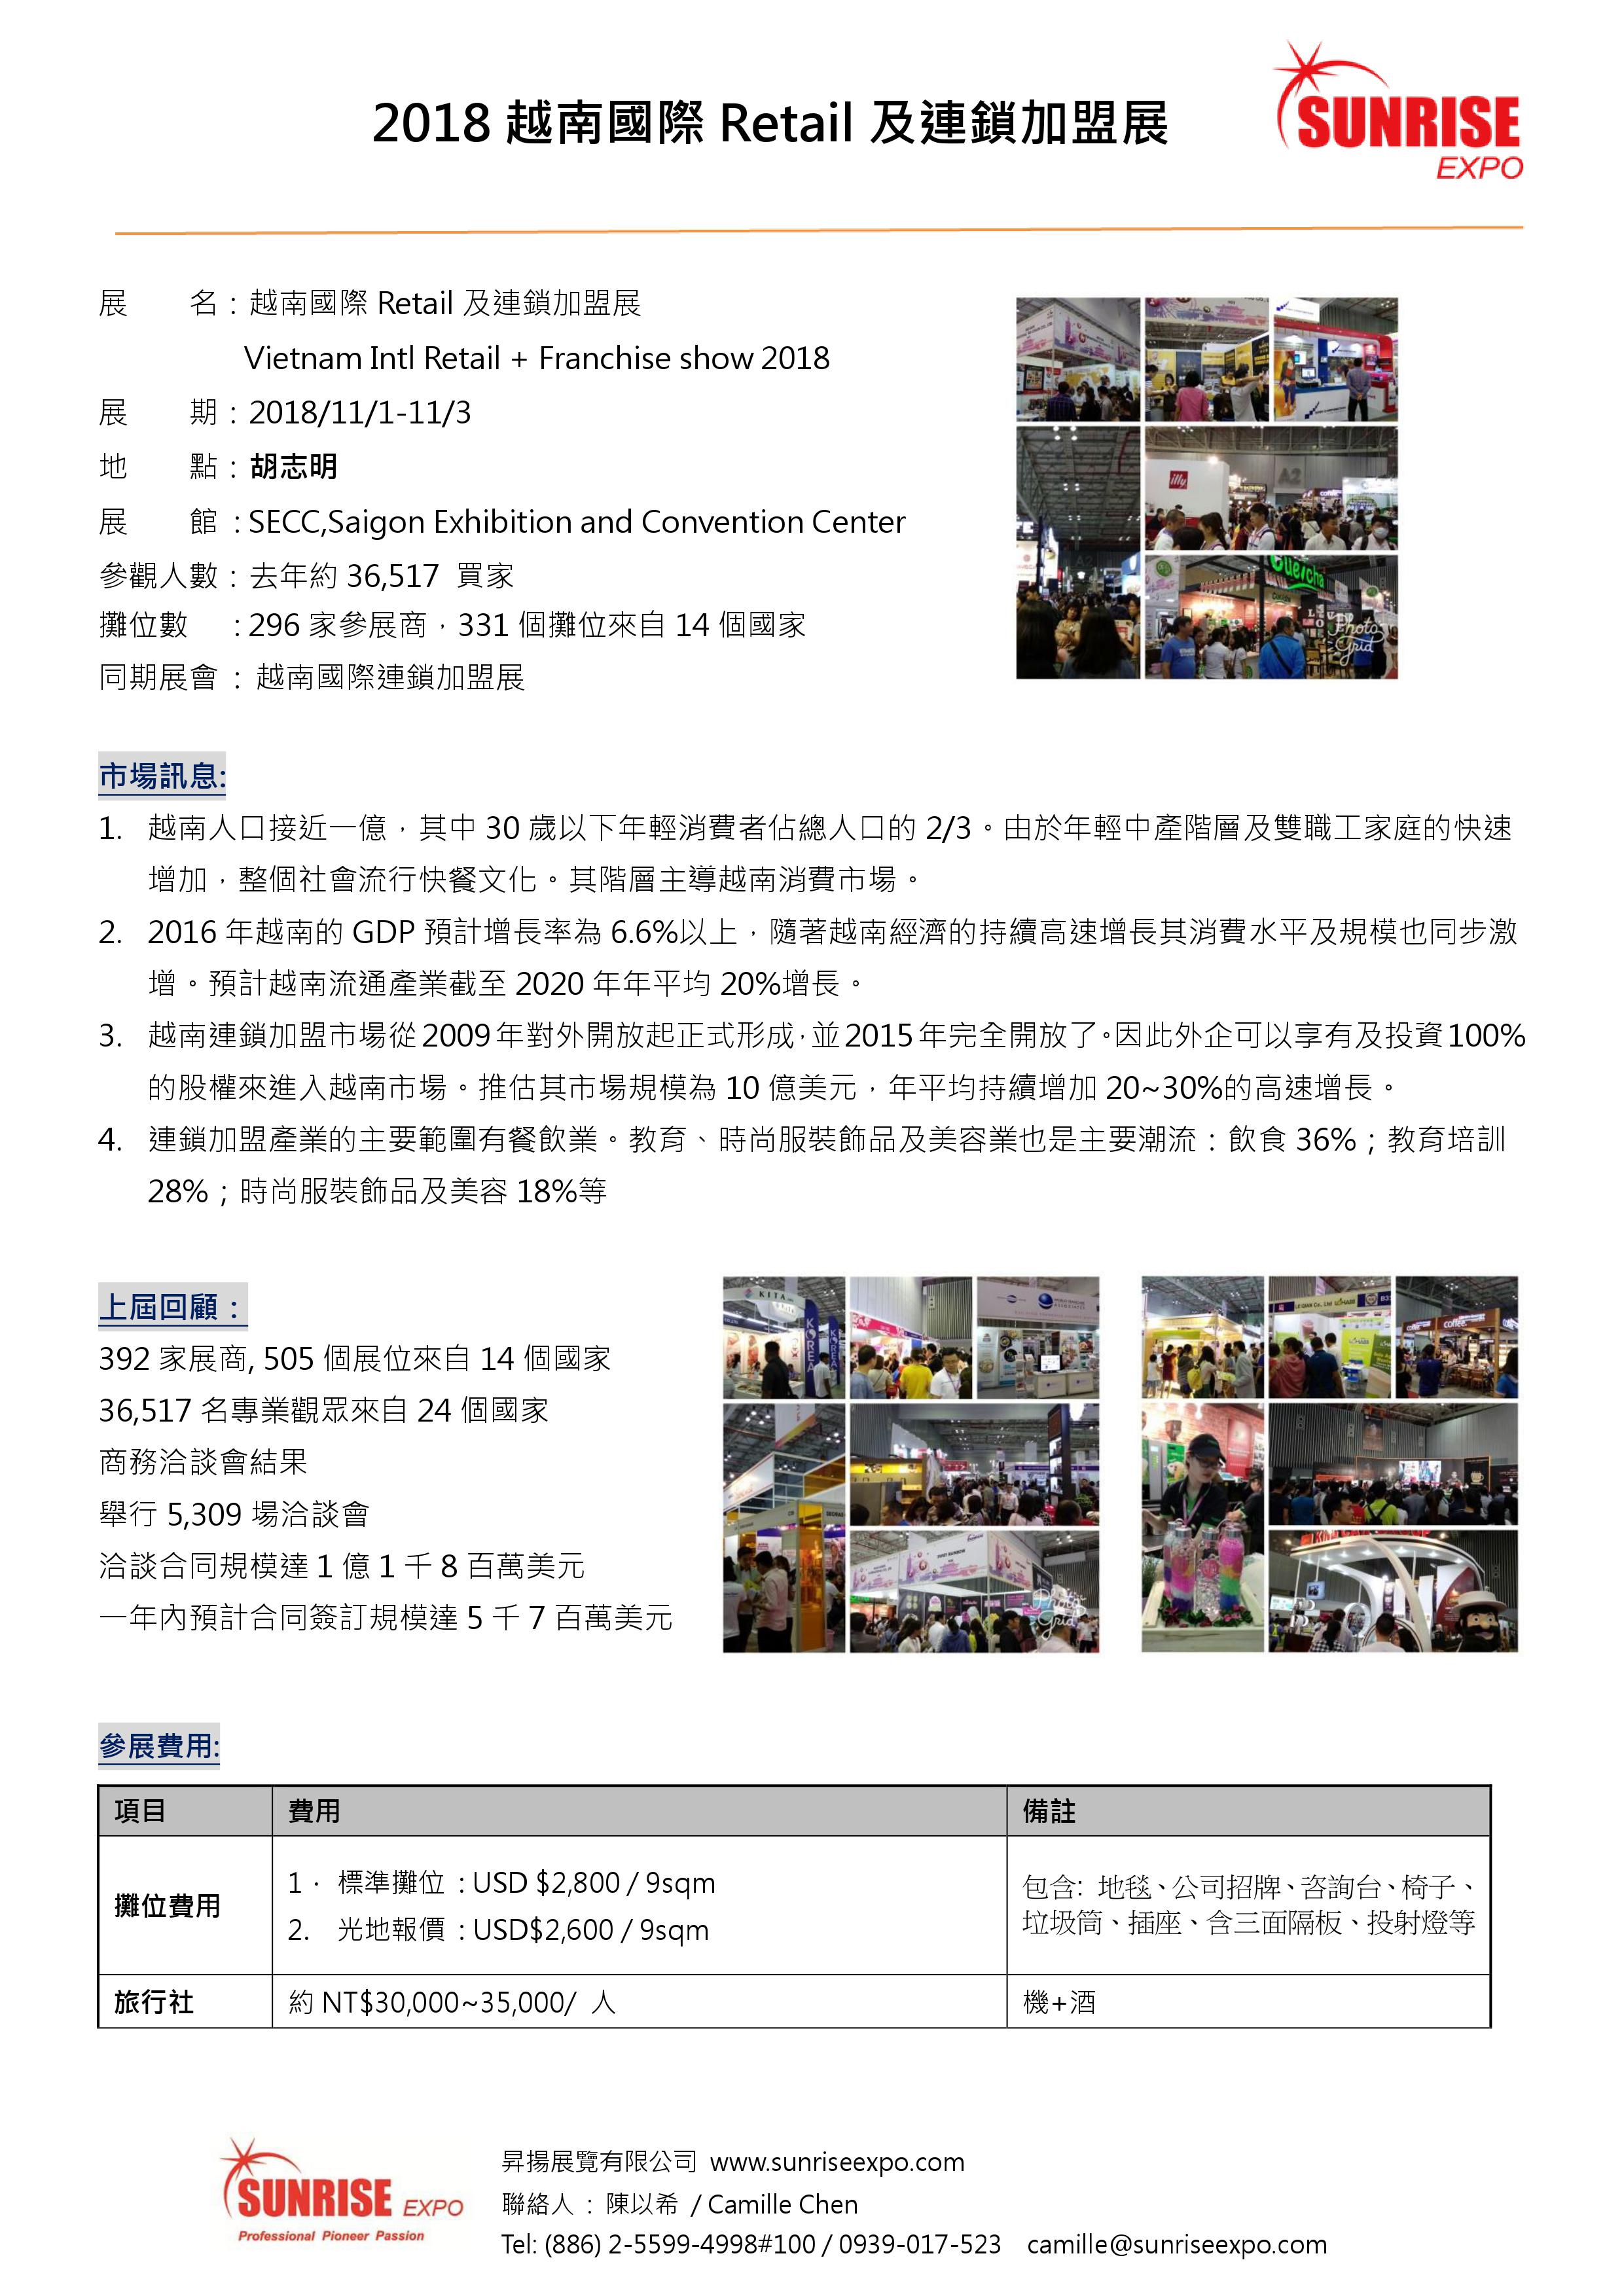 2018 越南國際 Retail 及連鎖加盟展
SUNRISE
EXPO
展　　名：越南國際 Retail 及連鎖加盟展
Vietnam Intl Retail + Franchise show 2018
展　　期：2018/11/1-11/3
地　　點：胡志明
展　　館：SECC,Saigon Exhibition and Convention Center
參觀人數：去年約 36,517 買家
攤位數　：296 家參展商，331 個攤位來自 14 個國家
同期展會：越南國際連鎖加盟展
illy
A2
Photo
Grid
市場訊息:
1. 越南人口接近一億，其中 30 歲以下年輕消費者佔總人口的 2/3。由於年輕中產階層及雙職工家庭的快速
增加，整個社會流行快餐文化。其階層主導越南消費市場。
2. 2016 年越南的 GDP 預計增長率為 6.6%以上，隨著越南經濟的持續高速增長其消費水平及規模也同步激
增。預計越南流通產業截至 2020 年年平均 20%增長。
3. 越南連鎖加盟市場從 2009 年對外開放起正式形成，並 2015 年完全開放了。因此外企可以享有及投資 100%
的股權來進入越南市場。推估其市場規模為 10 億美元，年平均持續增加 20~30%的高速增長。
4. 連鎖加盟產業的主要範圍有餐飲業。教育、時尚服裝飾品及美容業也是主要潮流：飲食 36%；教育培訓
28%；時尚服裝飾品及美容 18%等
上屆回顧：
392 家展商, 505 個展位來自 14 個國家
36,517 名專業觀眾來自 24 個國家
商務洽談會結果
舉行 5,309 場洽談會
洽談合同規模達 1 億 1 千 8 百萬美元
一年內預計合同簽訂規模達 5 千 7 百萬美元
KITA
KOREA
coffee
Photo
Grid
參展費用:
項目　費用　備註
攤位費用
1． 標準攤位：USD $2,800 / 9sqm
2. 光地報價：USD$2,600 / 9sqm
包含: 地毯、公司招牌、咨詢台、椅子、
垃圾筒、插座、含三面隔板、投射燈等
旅行社　約 NT$30,000~35,000/ 人　機+酒
SUNRISE EXPO
Professional Pioneer Passion
昇揚展覽有限公司 www.sunriseexpo.com
聯絡人：陳以希 / Camille Chen
Tel: (886) 2-5599-4998#100 / 0939-017-523 camille@sunriseexpo.com